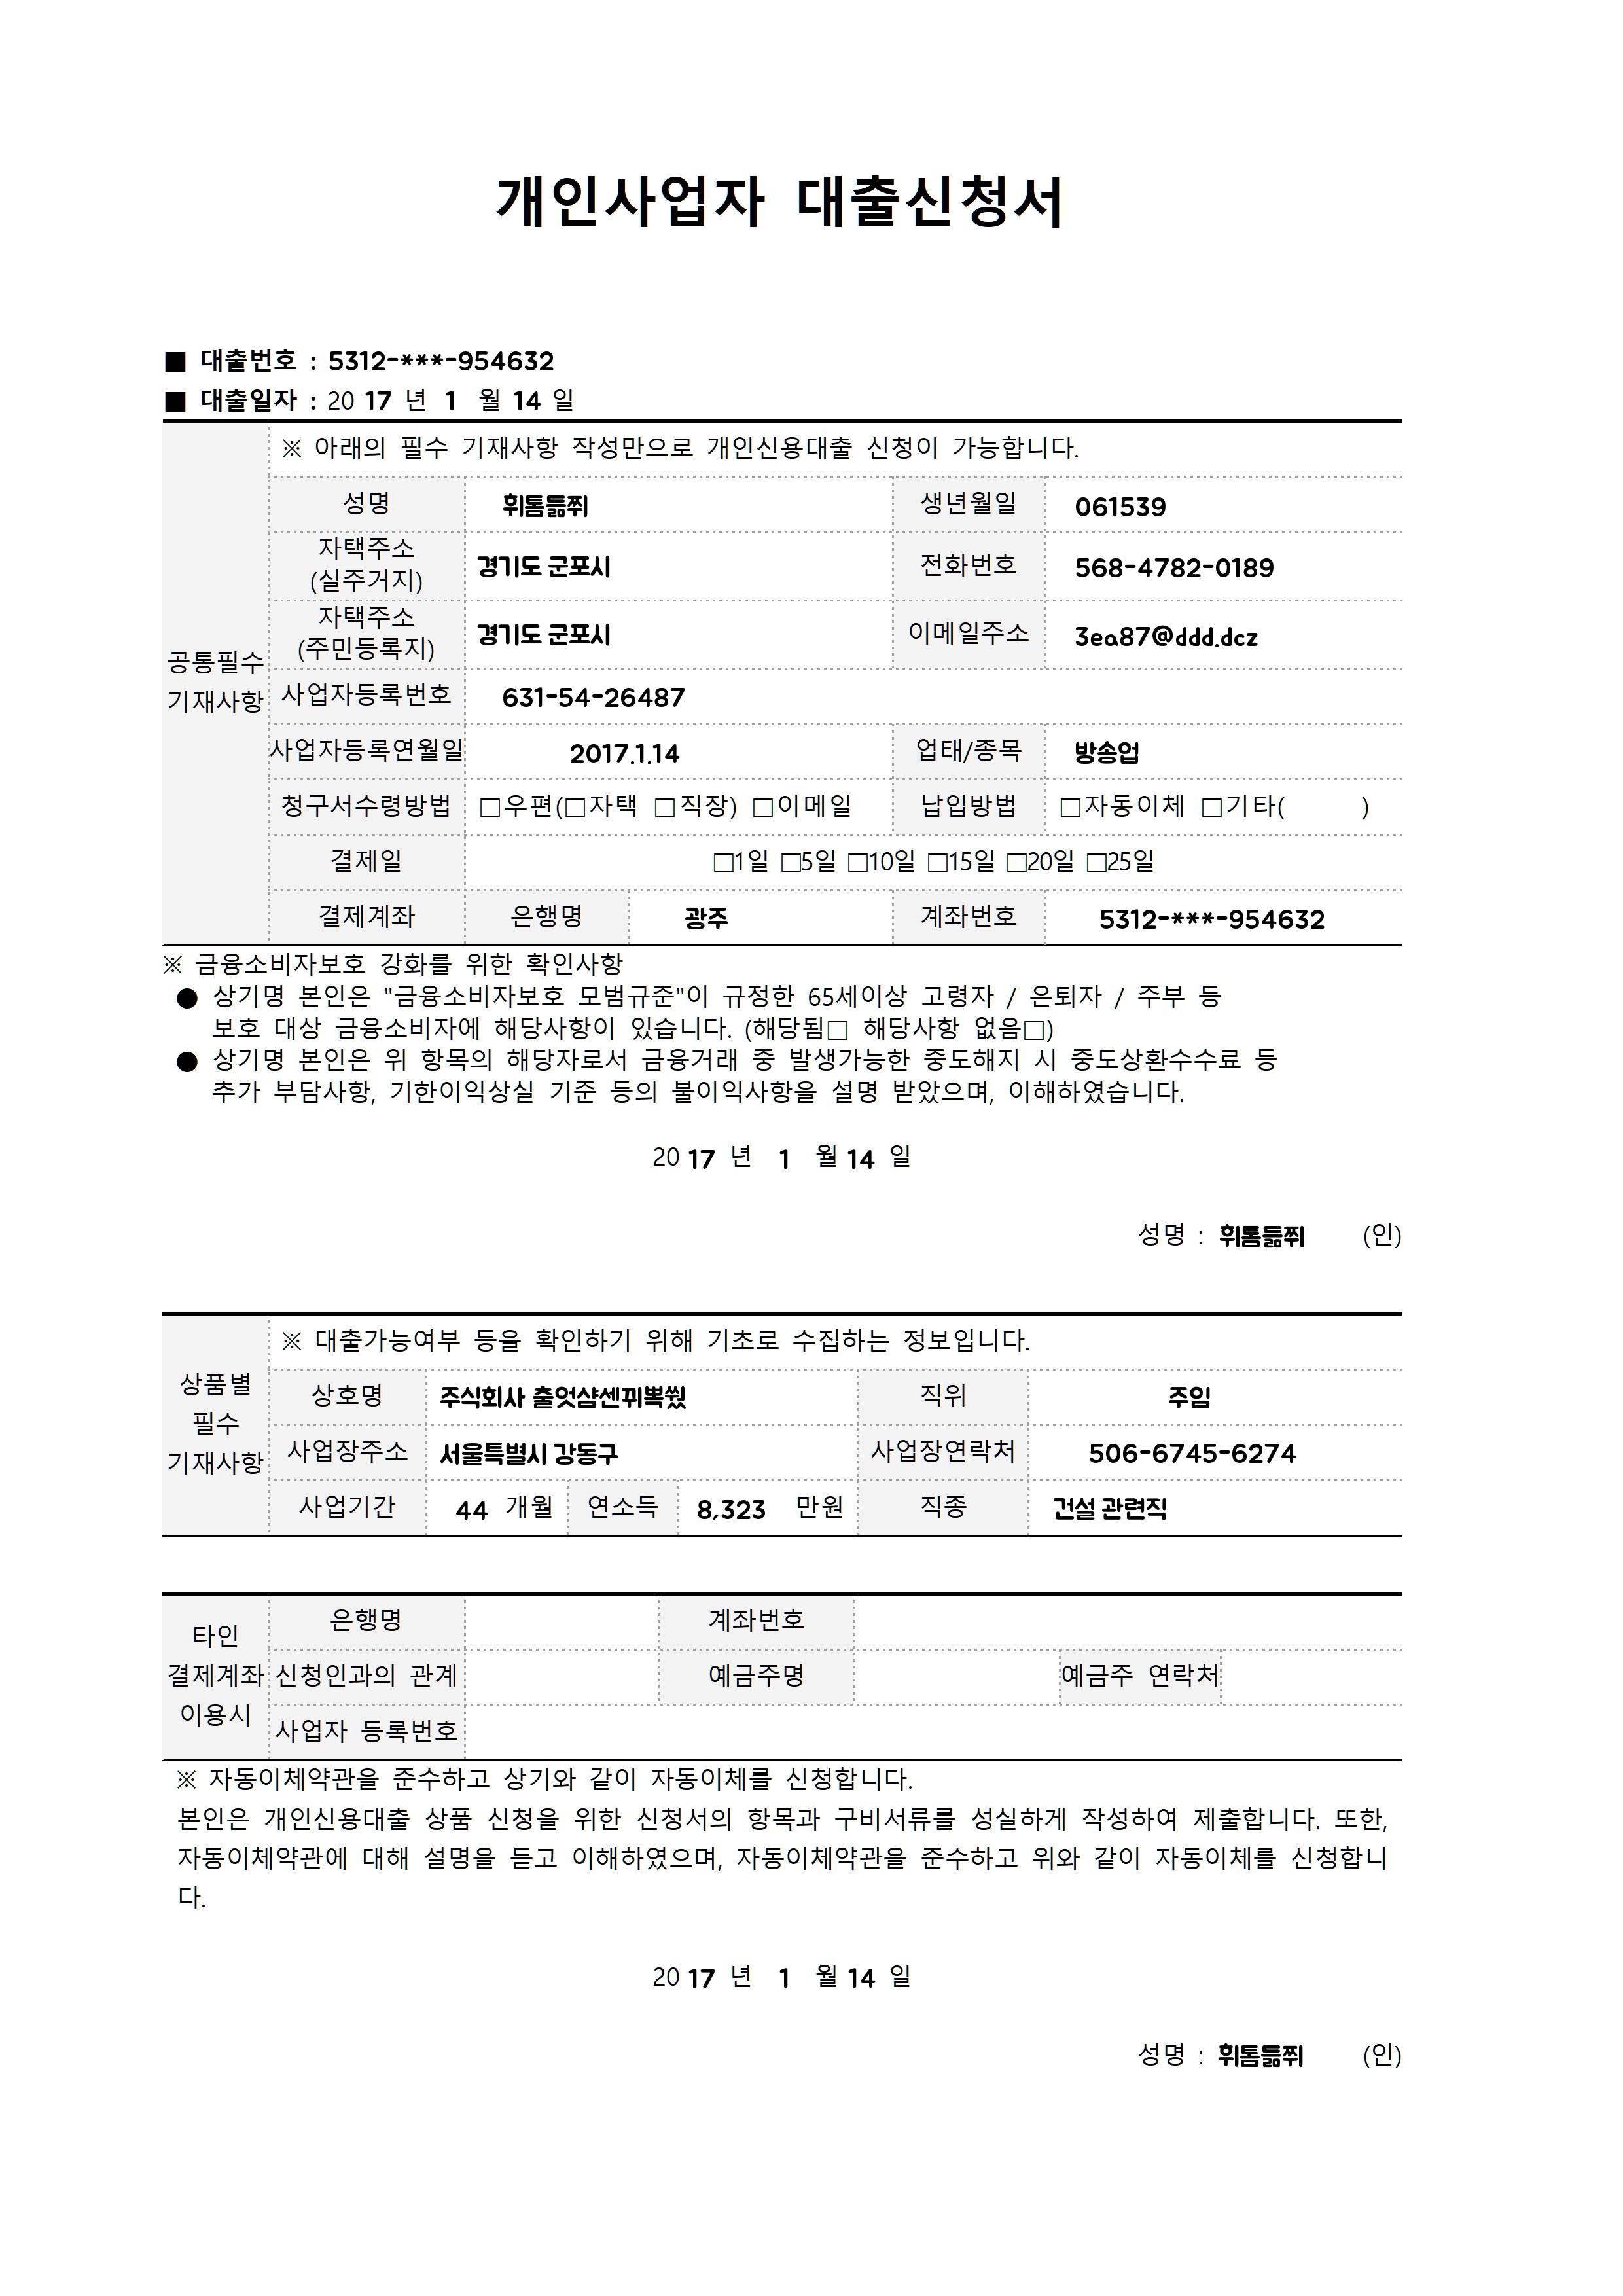 개인사업자 대출신청서
■ 대출번호 : 5312-***-954632
■ 대출일자 : 20 17 년 1 월 14 일
※ 아래의 필수 기재사항 작성만으로 개인신용대출 신청이 가능합니다.
공통필수
기재사항
성명 휘톰듦쮜 생년월일 061539
자택주소
(실주거지) 경기도 군포시 전화번호 568-4782-0189
자택주소
(주민등록지) 경기도 군포시 이메일주소 3ea87@ddd.dcz
사업자등록번호 631-54-26487
사업자등록연월일 2017.1.14 업태/종목 방송업
청구서수령방법 □우편(□자택 □직장) □이메일 납입방법 □자동이체 □기타( )
결제일 □1일 □5일 □10일 □15일 □20일 □25일
결제계좌 은행명 광주 계좌번호 5312-***-954632
※ 금융소비자보호 강화를 위한 확인사항
● 상기명 본인은 "금융소비자보호 모범규준"이 규정한 65세이상 고령자 / 은퇴자 / 주부 등
보호 대상 금융소비자에 해당사항이 있습니다. (해당됨□ 해당사항 없음□)
● 상기명 본인은 위 항목의 해당자로서 금융거래 중 발생가능한 중도해지 시 중도상환수수료 등
추가 부담사항, 기한이익상실 기준 등의 불이익사항을 설명 받았으며, 이해하였습니다.
20 17 년 1 월 14 일
성명 : 휘톰듦쮜 (인)
※ 대출가능여부 등을 확인하기 위해 기초로 수집하는 정보입니다.
상품별
필수
기재사항
상호명 주식회사 출엇샴센뀌뽁쓌 직위 주임
사업장주소 서울특별시 강동구 사업장연락처 506-6745-6274
사업기간 44 개월 연소득 8,323 만원 직종 건설 관련직
타인
결제계좌
이용시
은행명 계좌번호
신청인과의 관계 예금주명 예금주 연락처
사업자 등록번호
※ 자동이체약관을 준수하고 상기와 같이 자동이체를 신청합니다.
본인은 개인신용대출 상품 신청을 위한 신청서의 항목과 구비서류를 성실하게 작성하여 제출합니다. 또한,
자동이체약관에 대해 설명을 듣고 이해하였으며, 자동이체약관을 준수하고 위와 같이 자동이체를 신청합니
다.
20 17 년 1 월 14 일
성명 : 휘톰듦쮜 (인)